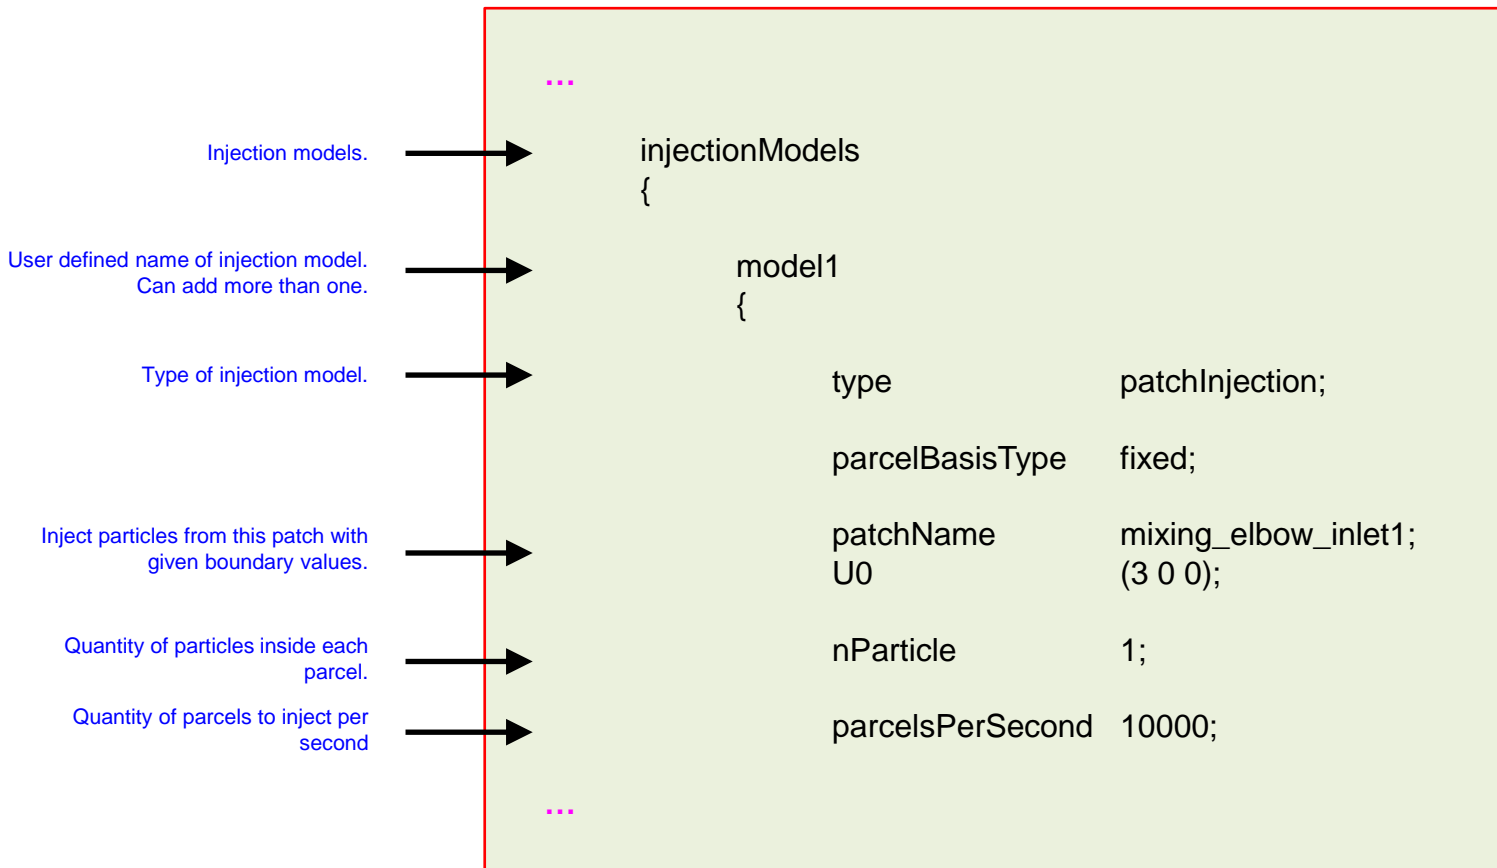 ...
Injection models.
injectionModels
{
User defined name of injection model.
Can add more than one.
model1
{
Type of injection model.
type patchInjection;
parcelBasisType fixed;
Inject particles from this patch with
given boundary values.
patchName mixing_elbow_inlet1;
U0 (3 0 0);
Quantity of particles inside each
parcel.
nParticle 1;
Quantity of parcels to inject per
second
parcelsPerSecond 10000;
...